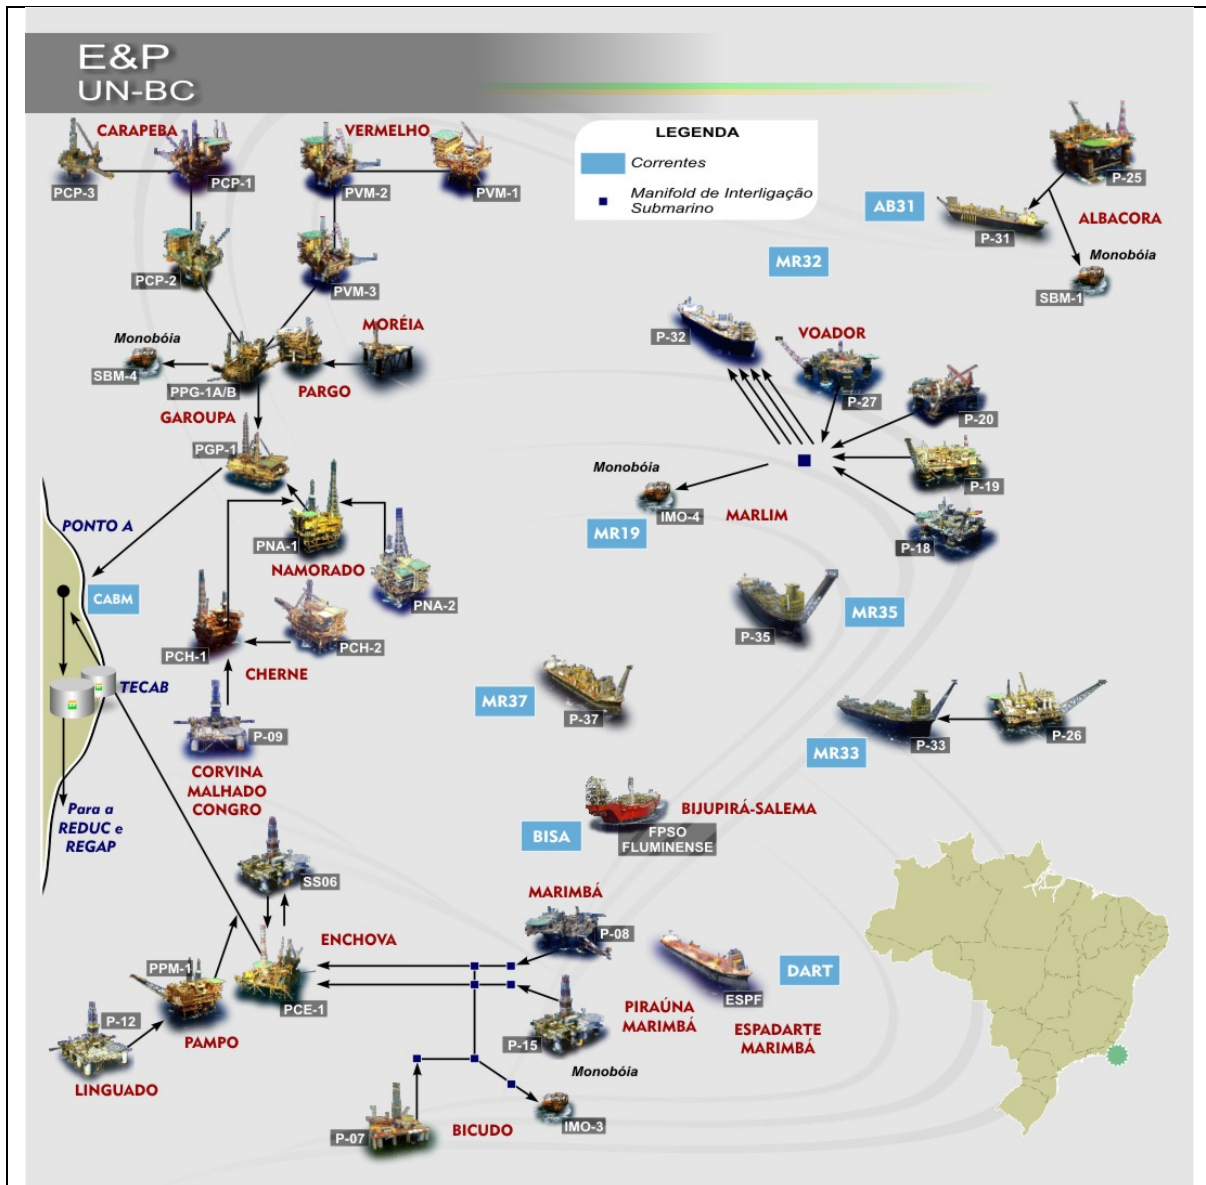 E&P
UN-BC
CARAPEBA
VERMELHO
PCP-3
PCP-1
PVM-2
PVM-1
LEGENDA
Correntes
Manifold de Interligação
Submarino
P-25
AB31
ALBACORA
P-31
Monobóia
SBM-1
PCP-2
PVM-3
MR32
Monobóia
SBM-4
MORÉIA
PPG-1A/B
PARGO
P-32
VOADOR
P-27
P-20
GAROUPA
PGP-1
Monobóia
IMO-4
MARLIM
P-19
MR19
P-18
PONTO A
PNA-1
NAMORADO
PNA-2
CABM
PCH-1
PCH-2
CHERNE
P-35
MR35
TECAB
P-09
MR37
P-37
MR33
P-33
P-26
CORVINA
MALHADO
CONGRO
Para a
REDUC e
REGAP
BIJUPIRÁ-SALEMA
BISA
FPSO
FLUMINENSE
SS06
MARIMBÁ
P-08
ENCHOVA
PPM-1
PCE-1
DART
ESPF
P-12
PAMPO
P-15
PIRAÚNA
MARIMBÁ
ESPADARTE
MARIMBÁ
LINGUADO
Monobóia
P-07
BICUDO
IMO-3